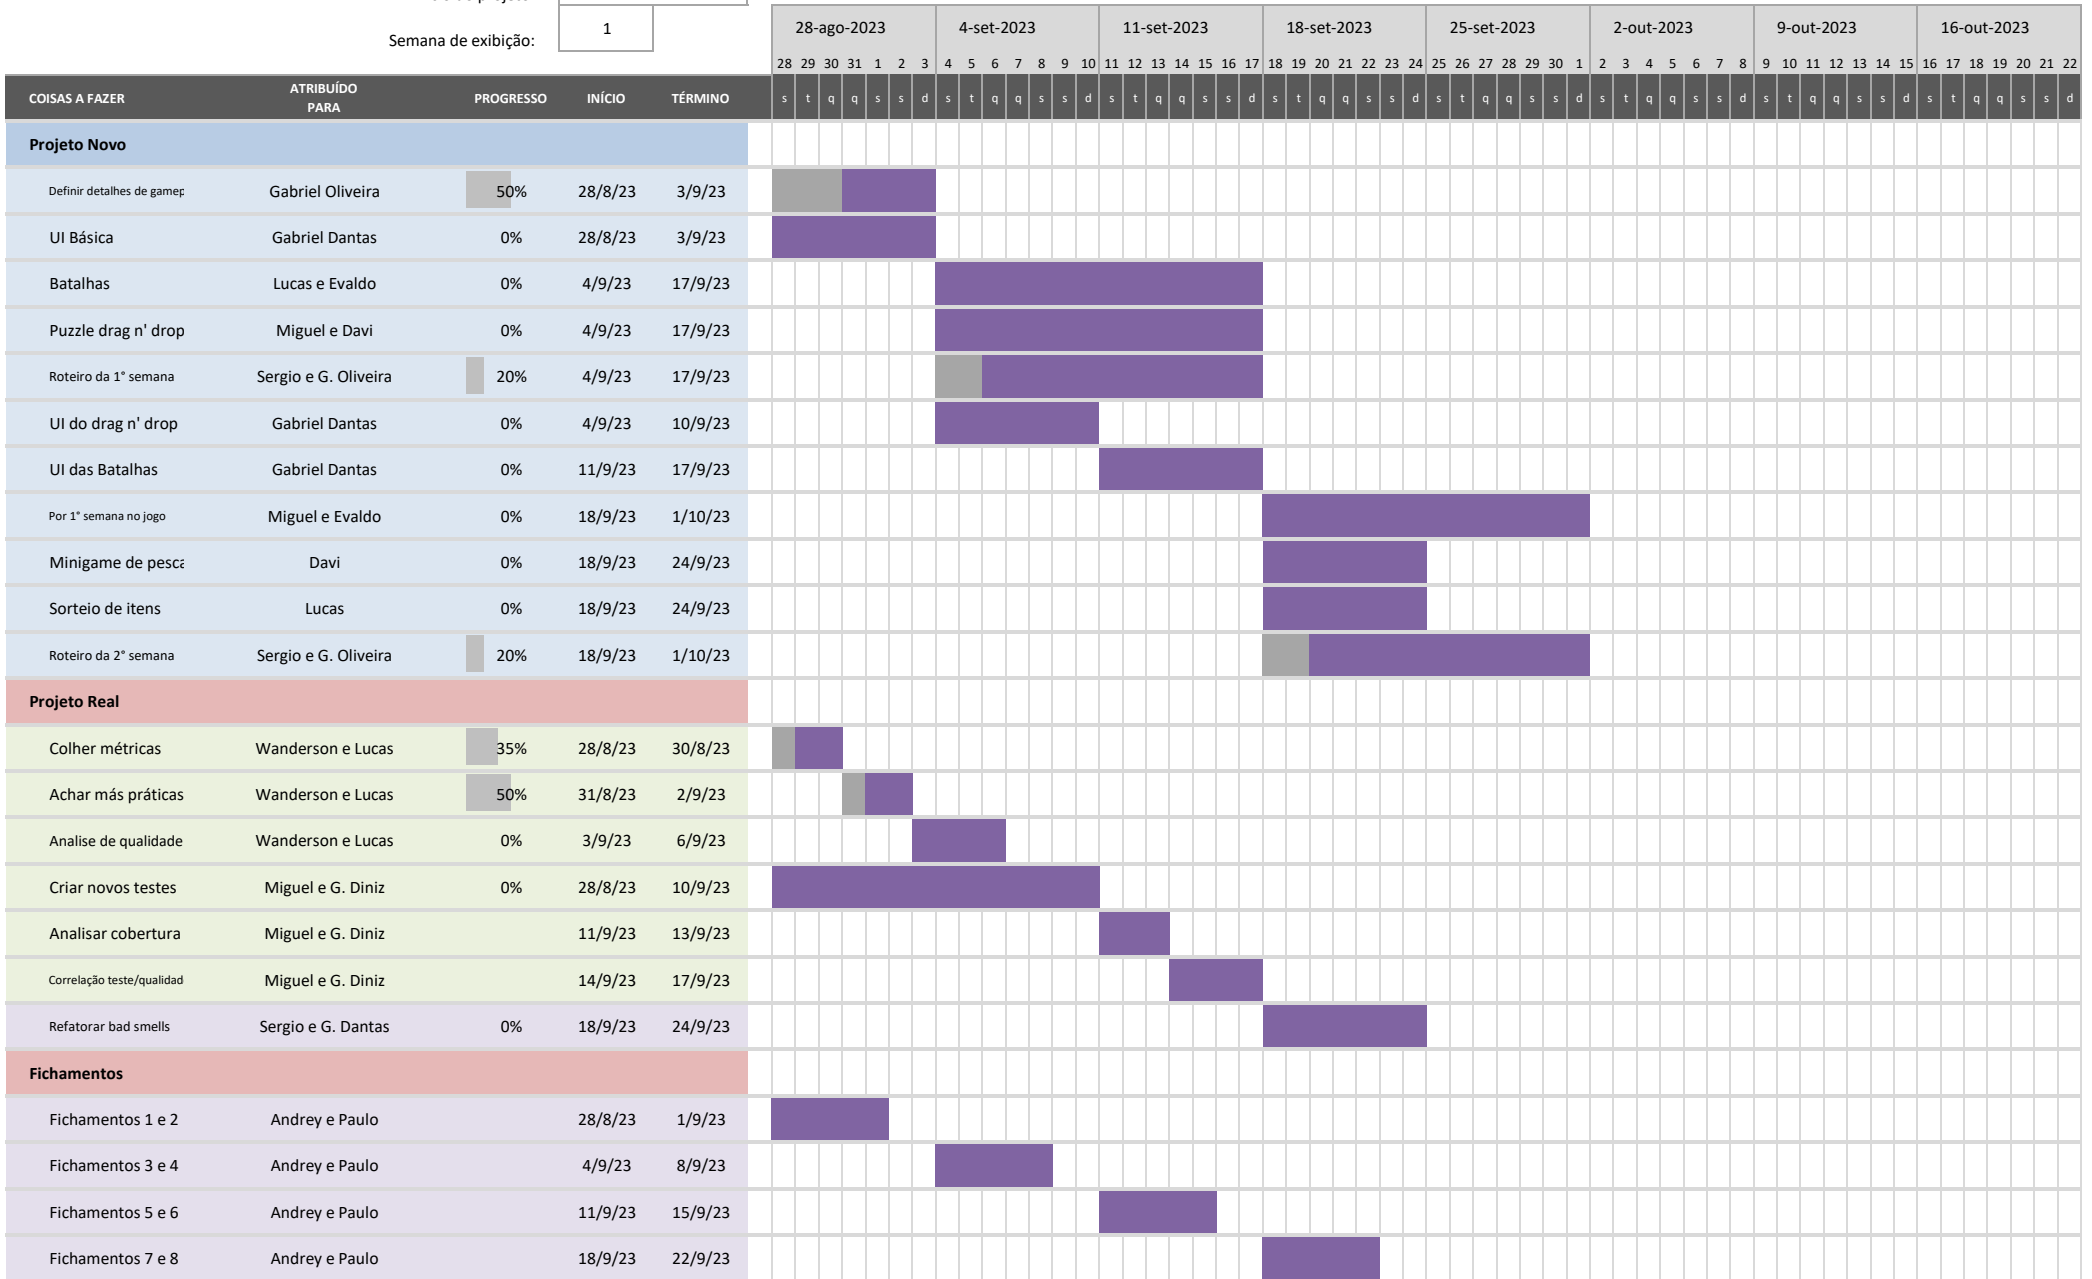 1
Semana de exibição:
28-ago-2023 4-set-2023 11-set-2023 18-set-2023 25-set-2023 2-out-2023 9-out-2023 16-out-2023
28 29 30 31 1 2 3 4 5 6 7 8 9 10 11 12 13 14 15 16 17 18 19 20 21 22 23 24 25 26 27 28 29 30 1 2 3 4 5 6 7 8 9 10 11 12 13 14 15 16 17 18 19 20 21 22
COISAS A FAZER ATRIBUÍDO PARA PROGRESSO INÍCIO TÉRMINO s t q q s s d s t q q s s d s t q q s s d s t q q s s d s t q q s s d s t q q s s d s t q q s s d s t q q s s d
Projeto Novo
Definir detalhes de gamep Gabriel Oliveira 50% 28/8/23 3/9/23
UI Básica Gabriel Dantas 0% 28/8/23 3/9/23
Batalhas Lucas e Evaldo 0% 4/9/23 17/9/23
Puzzle drag n' drop Miguel e Davi 0% 4/9/23 17/9/23
Roteiro da 1° semana Sergio e G. Oliveira 20% 4/9/23 17/9/23
UI do drag n' drop Gabriel Dantas 0% 4/9/23 10/9/23
UI das Batalhas Gabriel Dantas 0% 11/9/23 17/9/23
Por 1° semana no jogo Miguel e Evaldo 0% 18/9/23 1/10/23
Minigame de pesca Davi 0% 18/9/23 24/9/23
Sorteio de itens Lucas 0% 18/9/23 24/9/23
Roteiro da 2° semana Sergio e G. Oliveira 20% 18/9/23 1/10/23
Projeto Real
Colher métricas Wanderson e Lucas 35% 28/8/23 30/8/23
Achar más práticas Wanderson e Lucas 50% 31/8/23 2/9/23
Analise de qualidade Wanderson e Lucas 0% 3/9/23 6/9/23
Criar novos testes Miguel e G. Diniz 0% 28/8/23 10/9/23
Analisar cobertura Miguel e G. Diniz 11/9/23 13/9/23
Correlação teste/qualidad Miguel e G. Diniz 14/9/23 17/9/23
Refatorar bad smells Sergio e G. Dantas 0% 18/9/23 24/9/23
Fichamentos
Fichamentos 1 e 2 Andrey e Paulo 28/8/23 1/9/23
Fichamentos 3 e 4 Andrey e Paulo 4/9/23 8/9/23
Fichamentos 5 e 6 Andrey e Paulo 11/9/23 15/9/23
Fichamentos 7 e 8 Andrey e Paulo 18/9/23 22/9/23